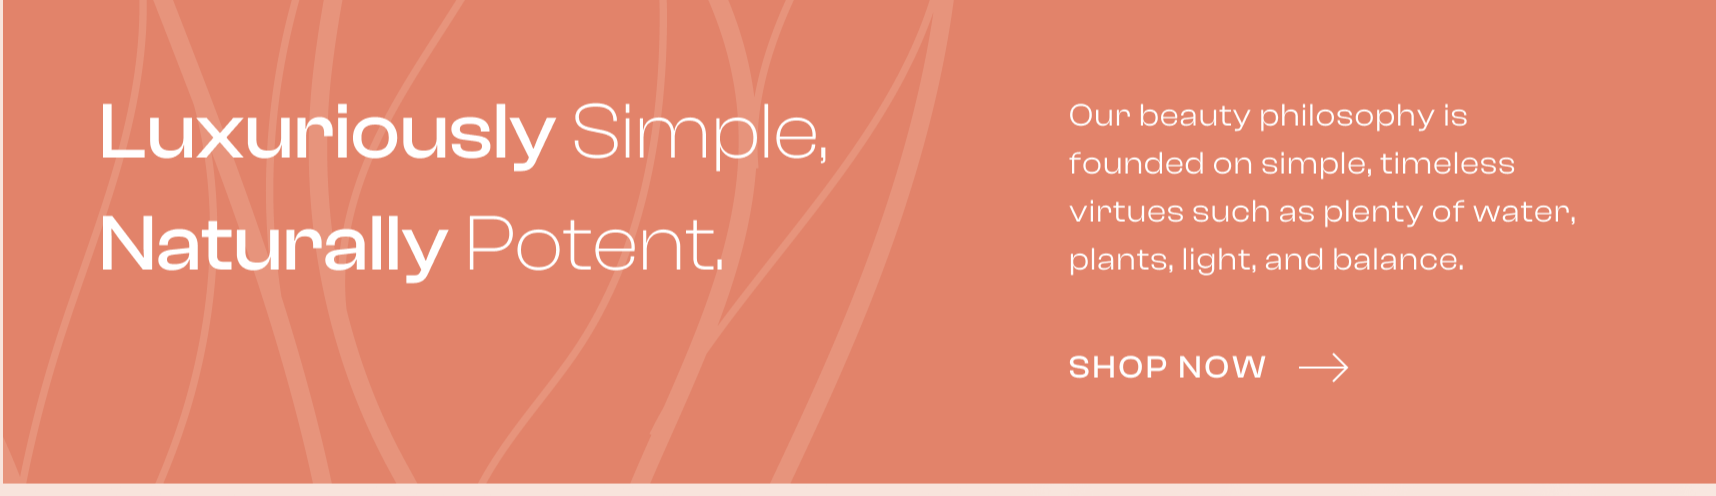 Luxuriously Simple,
Naturally Potent.
Our beauty philosophy is
founded on simple, timeless
virtues such as plenty of water,
plants, light, and balance.
SHOP NOW